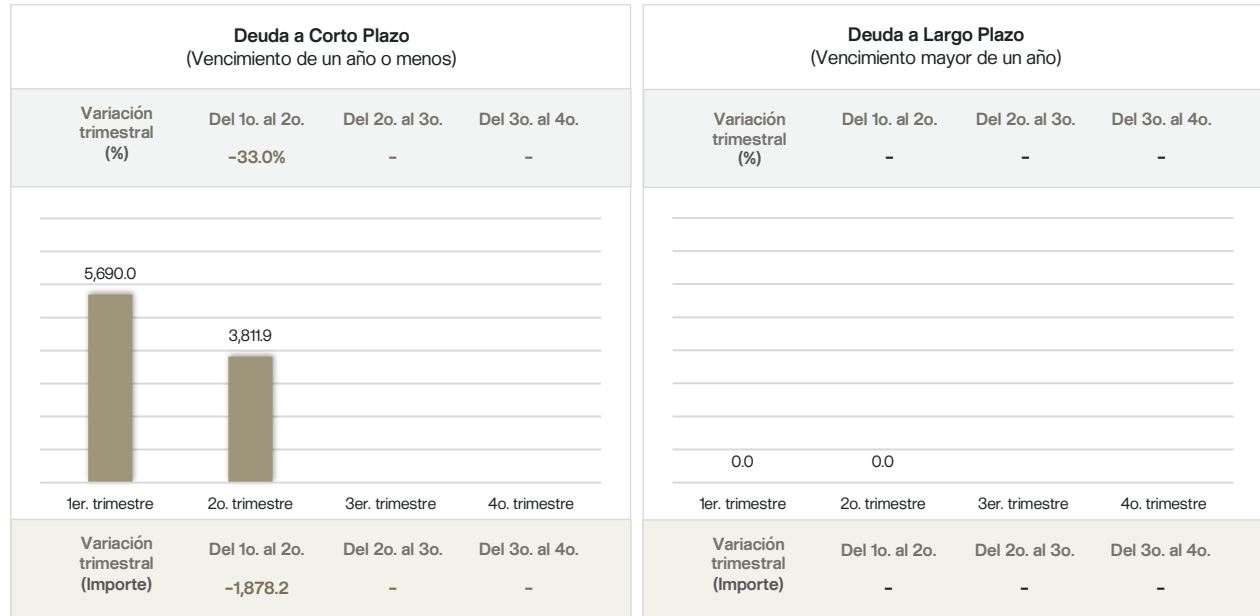 Deuda a Corto Plazo
(Vencimiento de un año o menos)
Variación
trimestral
(%)
Del 1o. al 2o.
Del 2o. al 3o.
Del 3o. al 4o.
-33.0%
-
-
5,690.0
3,811.9
1er. trimestre
2o. trimestre
3er. trimestre
4o. trimestre
Variación
trimestral
(Importe)
Del 1o. al 2o.
Del 2o. al 3o.
Del 3o. al 4o.
-1,878.2
-
-
Deuda a Largo Plazo
(Vencimiento mayor de un año)
Variación
trimestral
(%)
Del 1o. al 2o.
Del 2o. al 3o.
Del 3o. al 4o.
-
-
-
0.0
0.0
1er. trimestre
2o. trimestre
3er. trimestre
4o. trimestre
Variación
trimestral
(Importe)
Del 1o. al 2o.
Del 2o. al 3o.
Del 3o. al 4o.
-
-
-